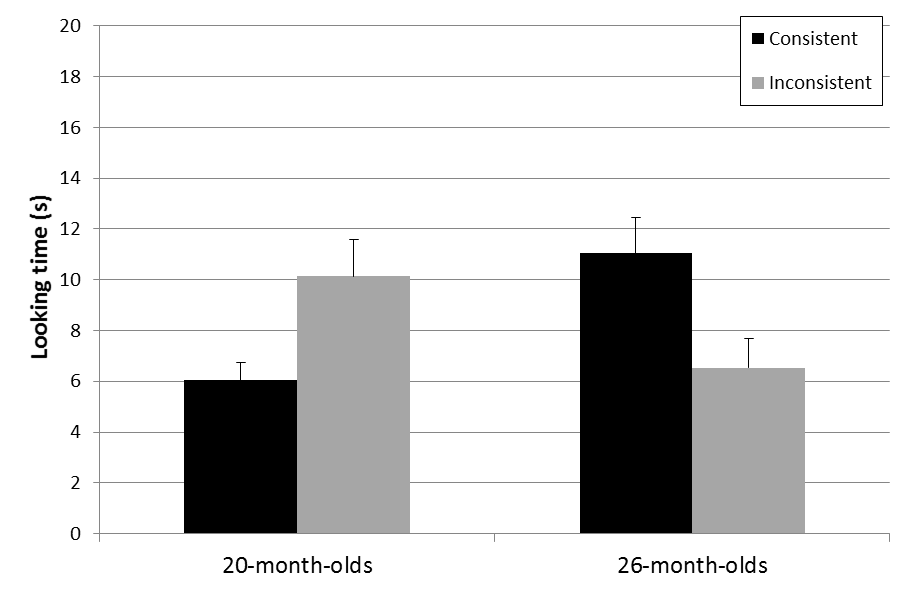 20
18
16
14
12
10
8
6
4
2
0
Looking time (s)
Consistent
Inconsistent
20-month-olds
26-month-olds